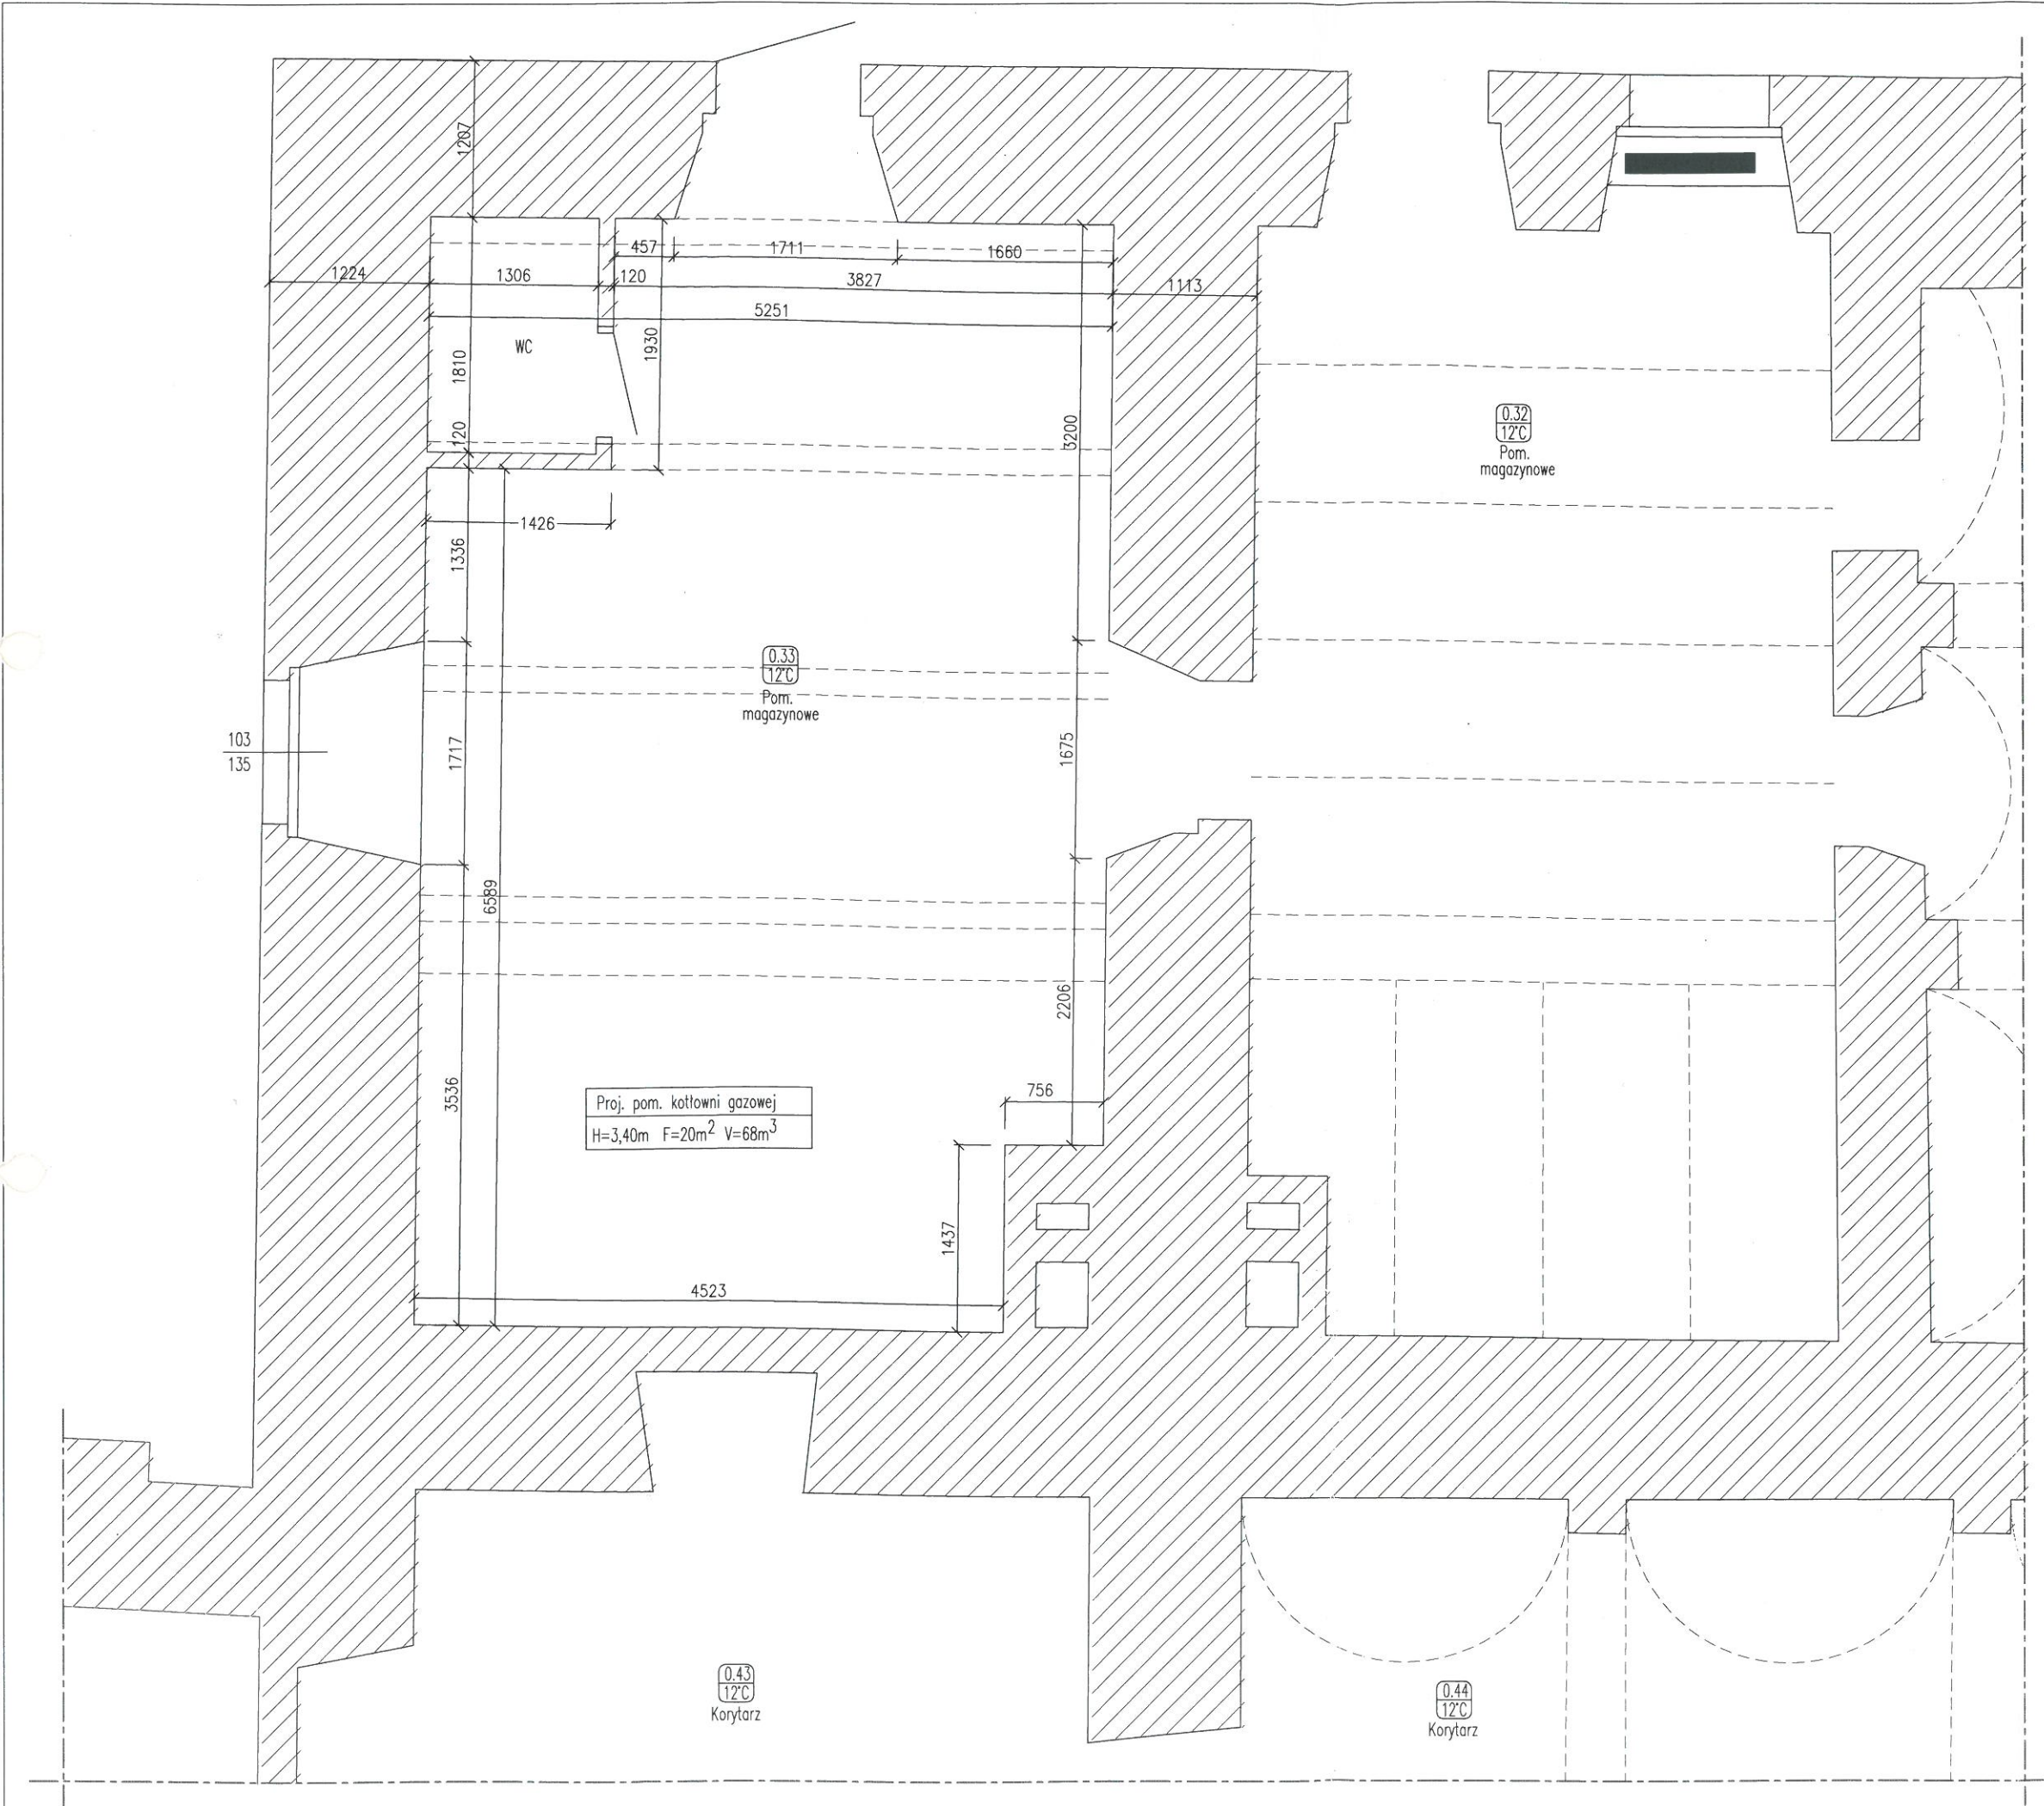 1207
457
1711
1660
1224
1306
120
3827
1113
5251
WC
1930
1810
120
3200
0.32
12°C
Pom.
magazynowe
1426
1336
0.33
12°C
Pom.
magazynowe
103
135
1717
1675
6589
2206
3536
756
Proj. pom. kotłowni gazowej
H=3,40m F=20m² V=68m³
1437
4523
0.43
12°C
Korytarz
0.44
12°C
Korytarz